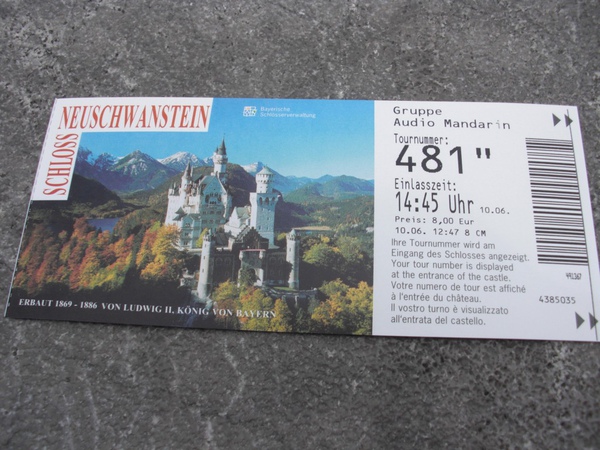 SCHLOSS
NEUSCHWANSTEIN
Bayerische
Schlösserverwaltung
ERBAUT 1869 - 1886 VON LUDWIG II, KÖNIG VON BAYERN
Gruppe
Audio Mandarin
Tournummer:
481"
Einlasszeit:
14:45 Uhr 10.06.
Preis: 8,00 Eur
10.06. 12:47 8 CM
Ihre Tournummer wird am
Eingang des Schlosses angezeigt.
Your tour number is displayed
at the entrance of the castle.
Votre numero de tour est affiché
à l'entrée du château.
Il vostro turno è visualizzato
all'entrata del castello.
4385035